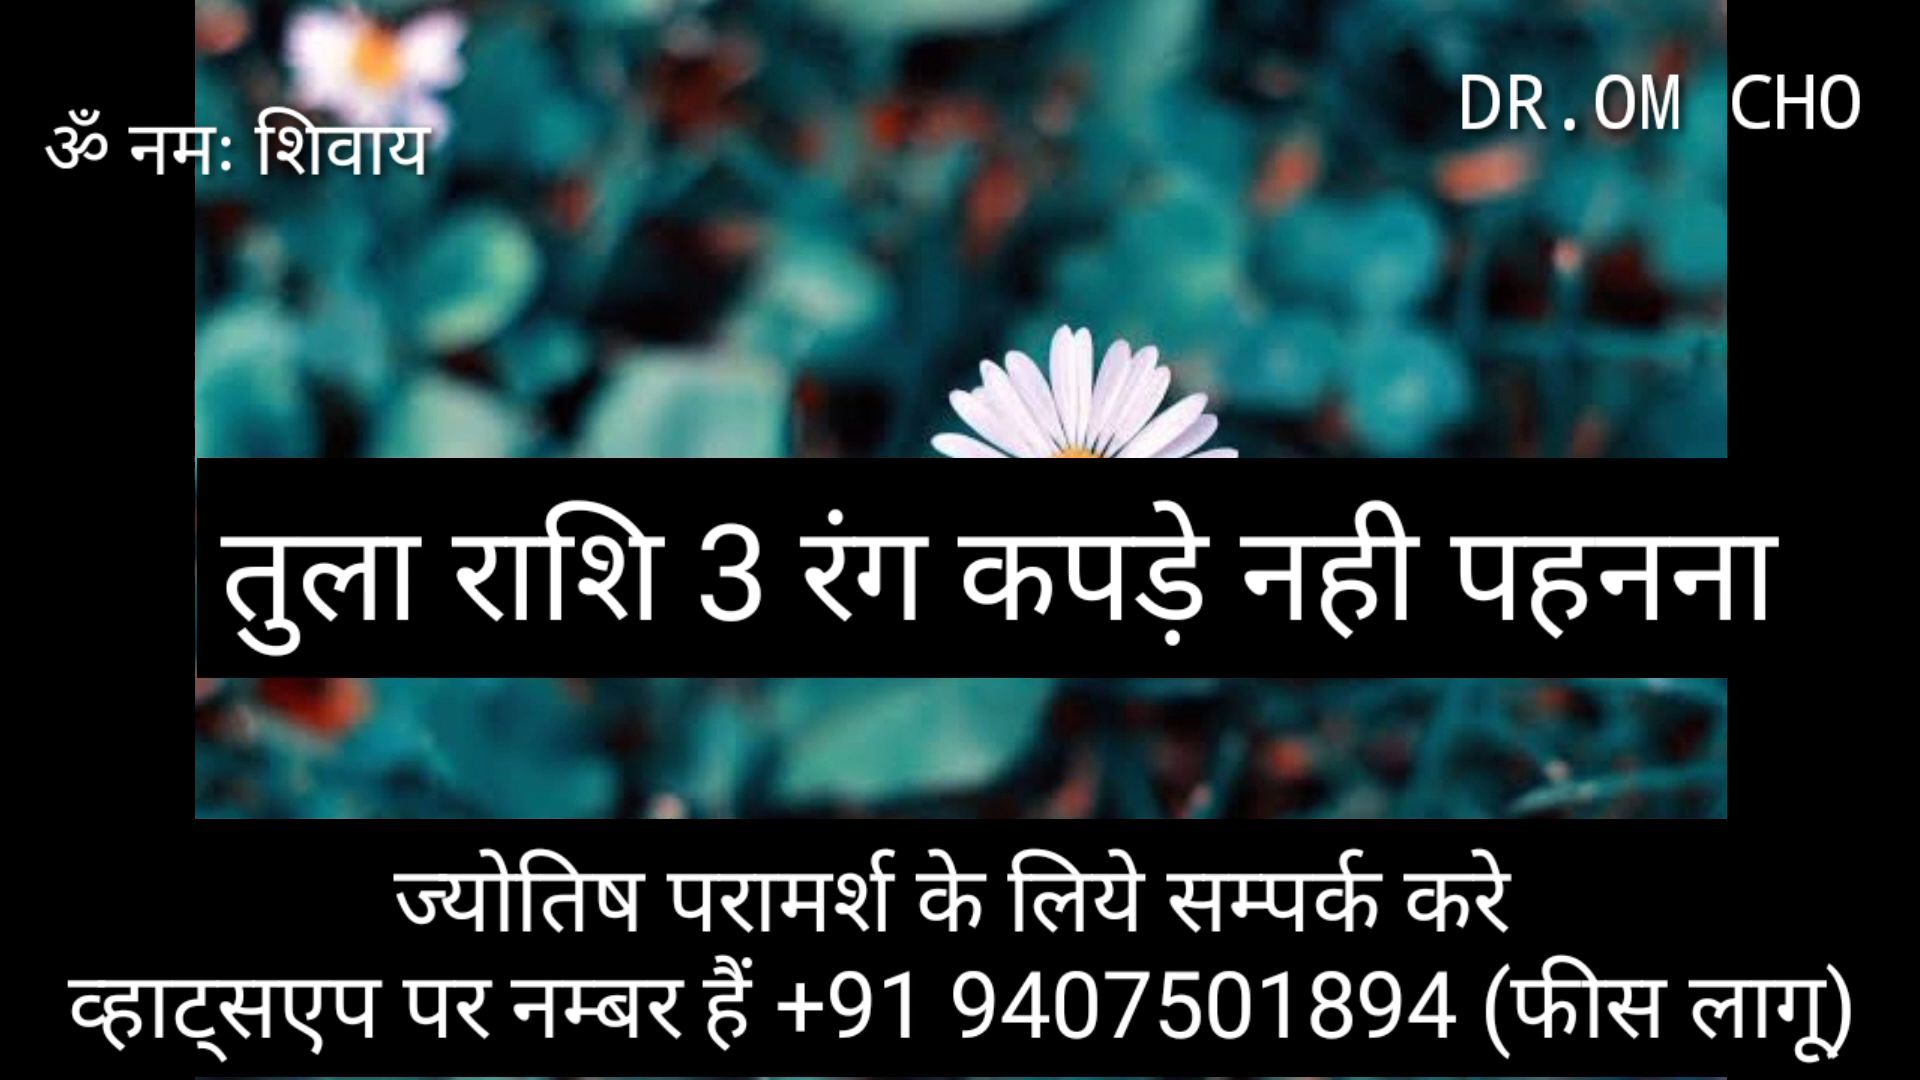 ॐ नमः शिवाय
DR.OM CHO
तुला राशि 3 रंग कपड़े नही पहनना
ज्योतिष परामर्श के लिये सम्पर्क करे
व्हाट्सएप पर नम्बर हैं +91 9407501894 (फीस लागू)